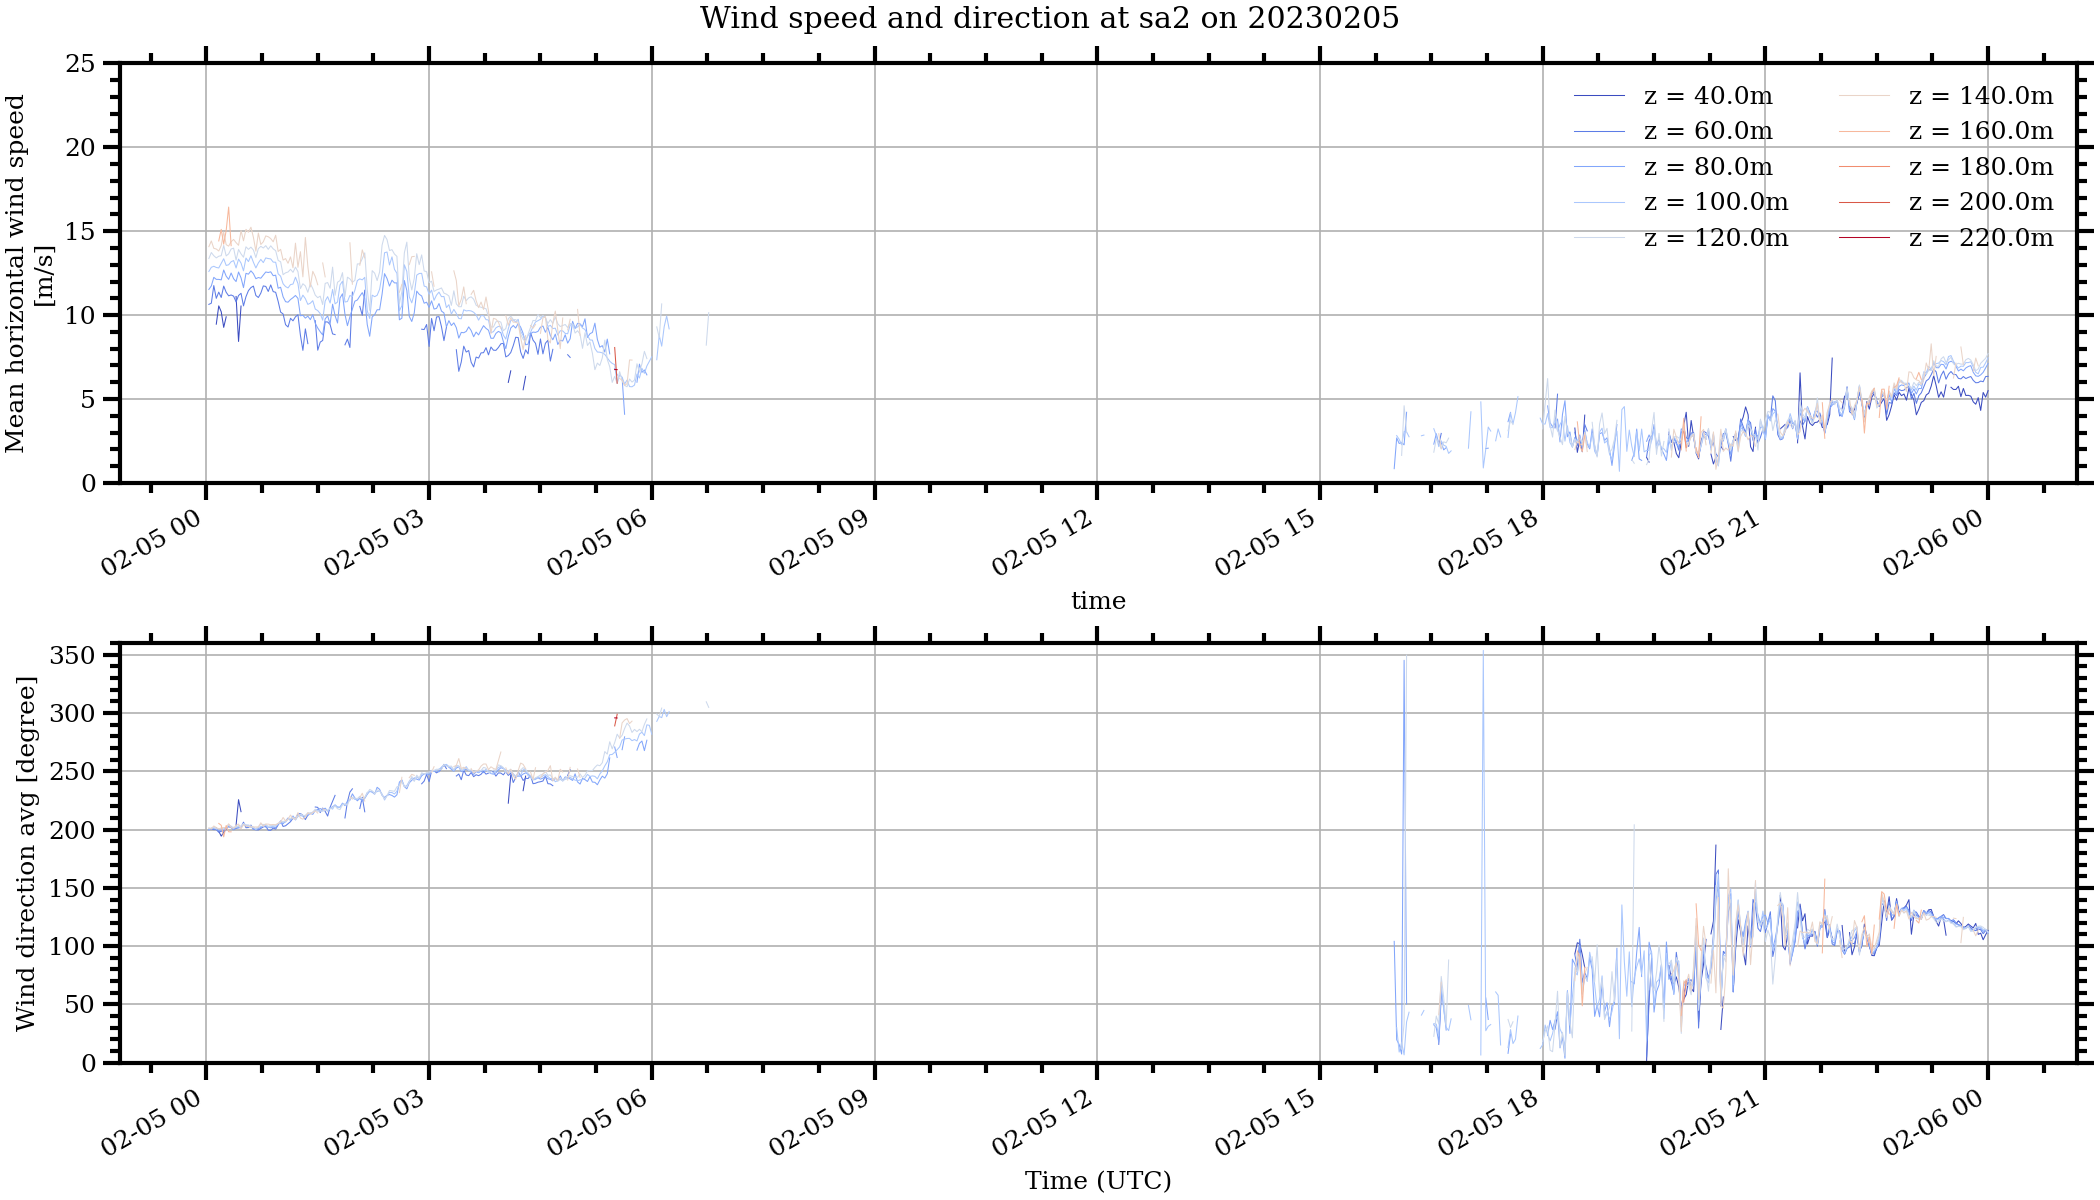 Wind speed and direction at sa2 on 20230205
Mean horizontal wind speed
[m/s]
25
20
15
10
5
0
z = 40.0m
z = 60.0m
z = 80.0m
z = 100.0m
z = 120.0m
z = 140.0m
z = 160.0m
z = 180.0m
z = 200.0m
z = 220.0m
02-05 00
02-05 03
02-05 06
02-05 09
02-05 12
02-05 15
02-05 18
02-05 21
02-06 00
time
Wind direction avg [degree]
350
300
250
200
150
100
50
0
02-05 00
02-05 03
02-05 06
02-05 09
02-05 12
02-05 15
02-05 18
02-05 21
02-06 00
Time (UTC)